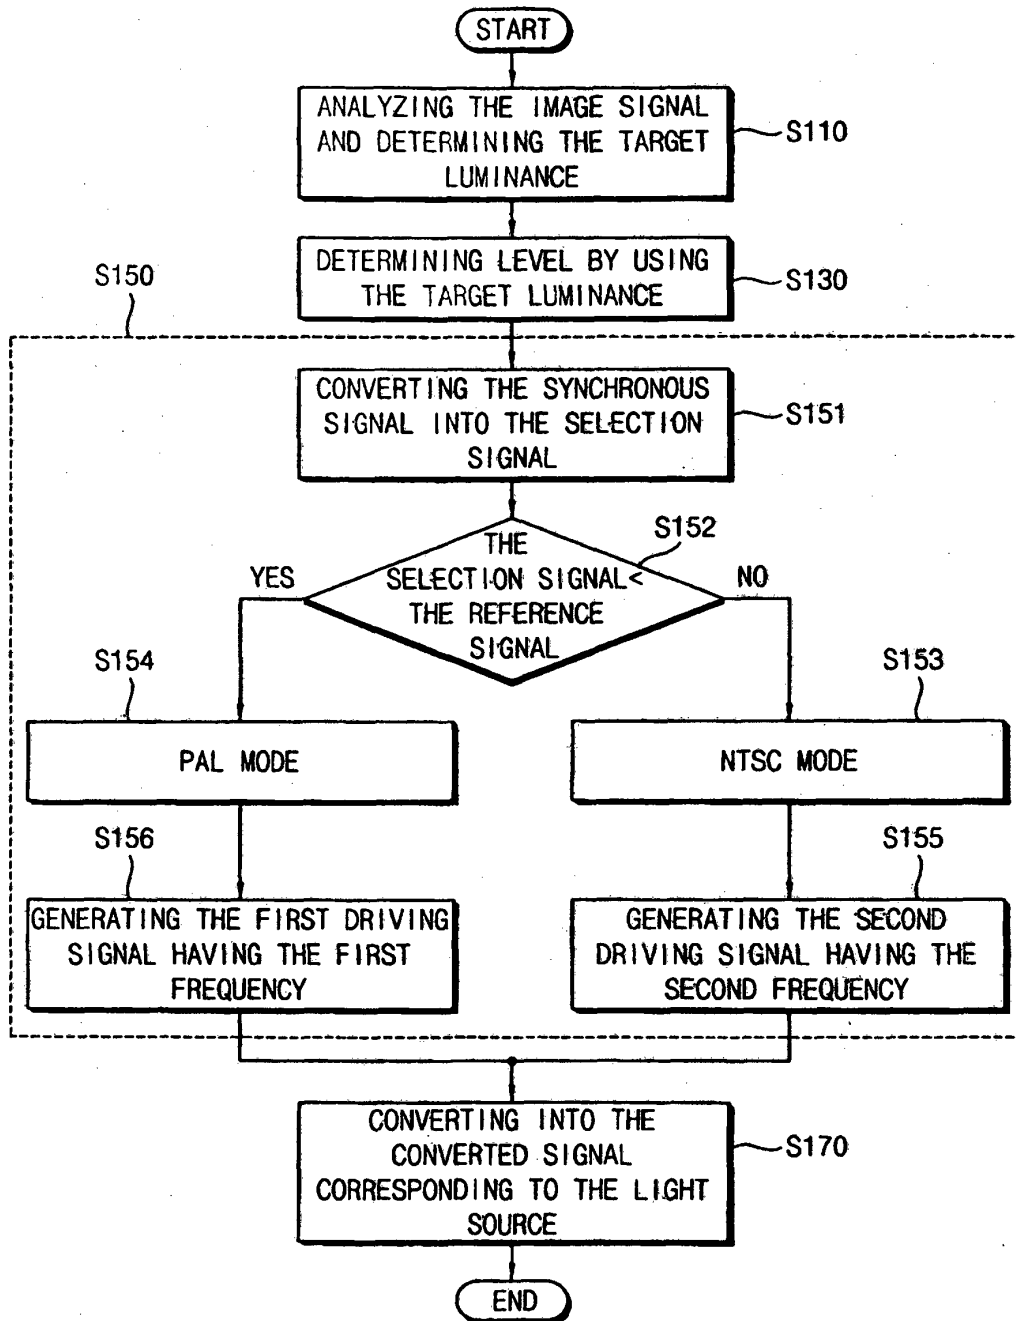 START
ANALYZING THE IMAGE SIGNAL
AND DETERMINING THE TARGET
LUMINANCE
S110
DETERMINING LEVEL BY USING
THE TARGET LUMINANCE
S130
S150
CONVERTING THE SYNCHRONOUS
SIGNAL INTO THE SELECTION
SIGNAL
S151
THE
SELECTION SIGNAL<
THE REFERENCE
SIGNAL
S152
YES
NO
S154
S153
PAL MODE
NTSC MODE
S156
S155
GENERATING THE FIRST DRIVING
SIGNAL HAVING THE FIRST
FREQUENCY
GENERATING THE SECOND
DRIVING SIGNAL HAVING THE
SECOND FREQUENCY
CONVERTING INTO THE
CONVERTED SIGNAL
CORRESPONDING TO THE LIGHT
SOURCE
S170
END